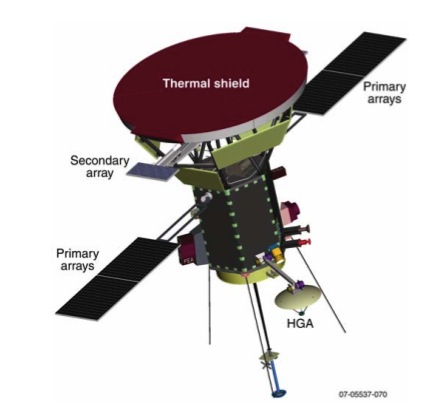 Thermal shield
Primary
arrays
Secondary
array
Primary
arrays
HGA
07-05537-070